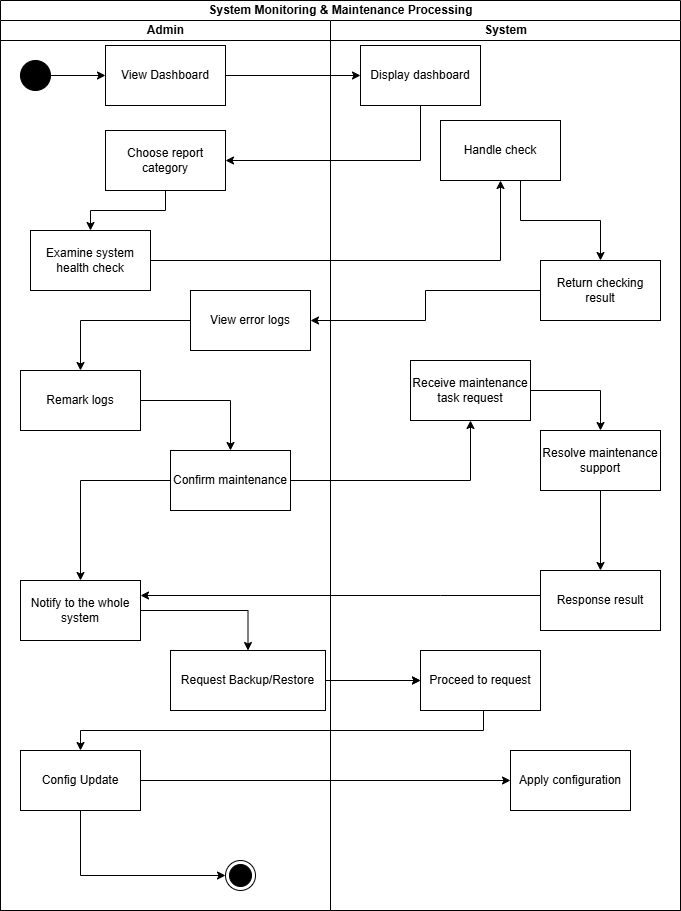 System Monitoring & Maintenance Processing
Admin
System
View Dashboard
Display dashboard
Choose report
category
Handle check
Examine system
health check
Return checking
result
View error logs
Remark logs
Receive maintenance
task request
Confirm maintenance
Resolve maintenance
support
Notify to the whole
system
Response result
Request Backup/Restore
Proceed to request
Config Update
Apply configuration